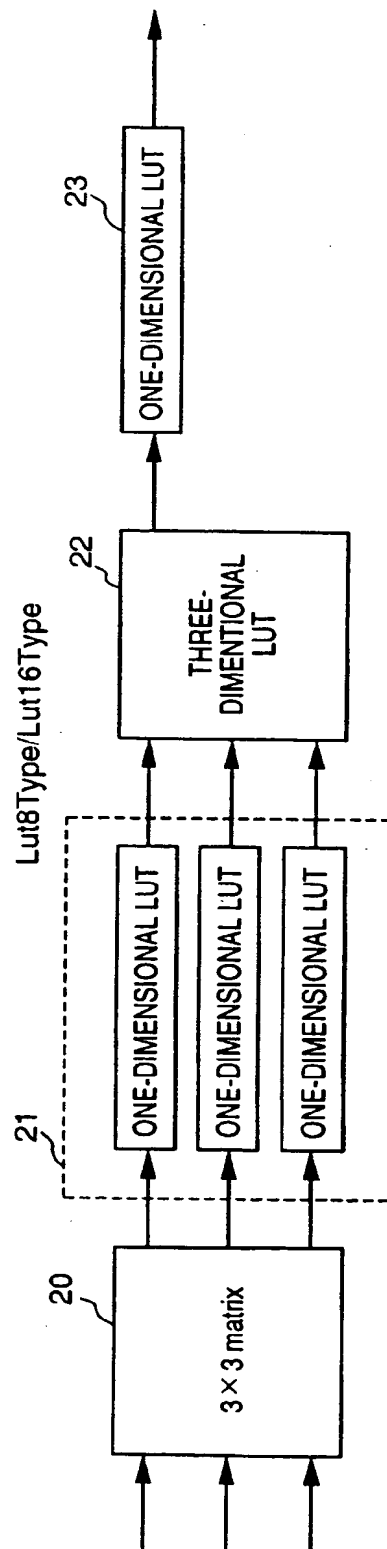 Lut8Type/Lut16Type
20
3×3 matrix
21
ONE-DIMENSIONAL LUT
ONE-DIMENSIONAL LUT
ONE-DIMENSIONAL LUT
22
THREE-
DIMENTIONAL
LUT
23
ONE-DIMENSIONAL LUT